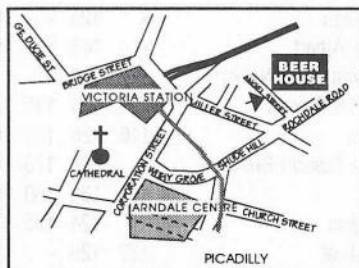 GT. DUCIE ST.
BRIDGE STREET
BEER
HOUSE
VICTORIA STATION
ANGEL STREET
MILLER STREET
ROCHDALE ROAD
CORPORATION STREET
SHUDE HILL
CATHEDRAL
WITHY GROVE
ARNDALE CENTRE
CHURCH STREET
PICADILLY